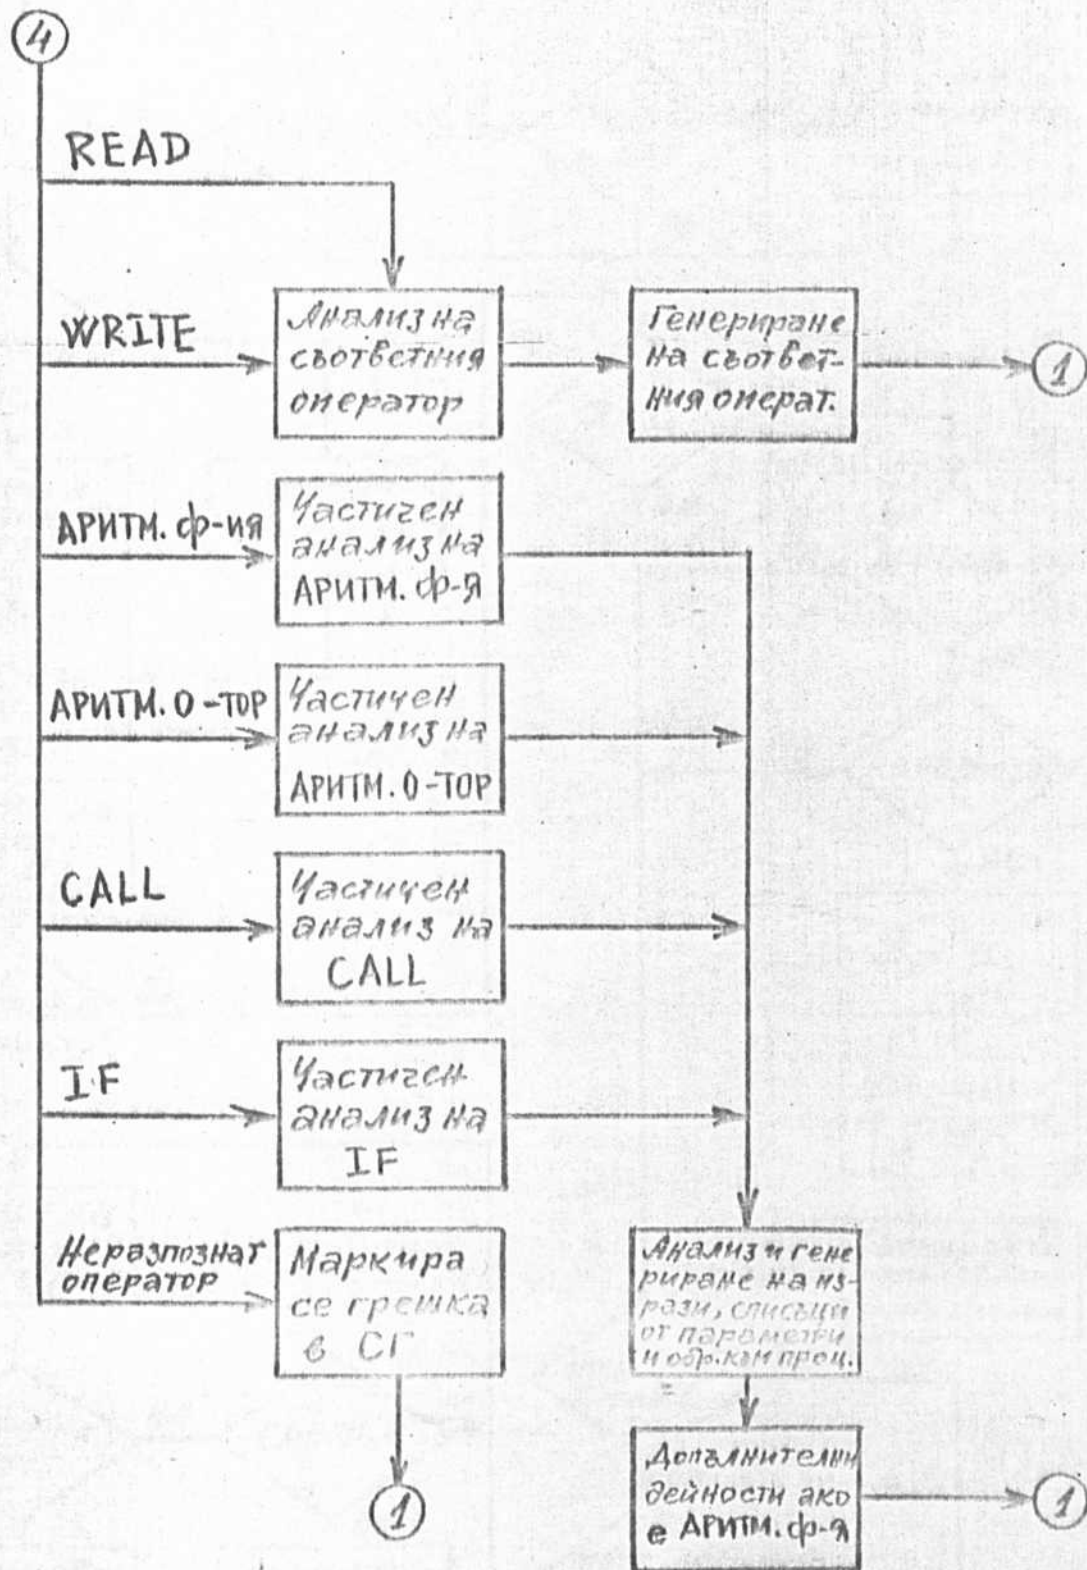 4
READ
WRITE
Анализ на
съответния
оператор
Генериране
на съответ-
ния операт.
1
АРИТМ. ф-ия
Частичен
анализ на
АРИТМ. ф-я
АРИТМ. О-ТОР
Частичен
анализ на
АРИТМ. О-ТОР
CALL
Частичен
анализ на
CALL
IF
Частичен
анализ на
IF
Неразпознат
оператор
Маркира
се грешка
в СГ
1
Анализ и гене
риране на из-
рази, списъци
от параметри
и обр. към проц.
Допълнителни
дейности ако
е АРИТМ. ф-я
1